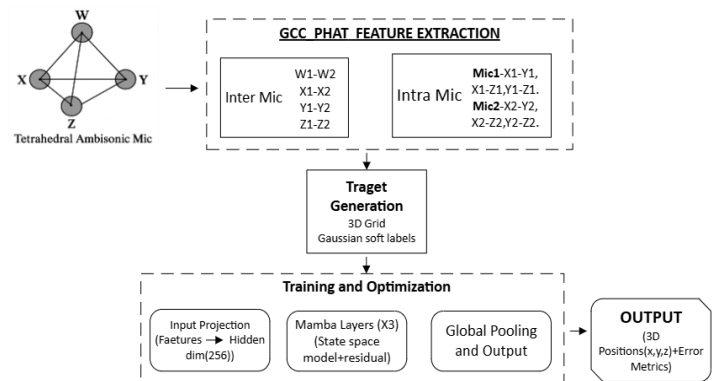 W
X
Y
Z
Tetrahedral Ambisonic Mic
GCC_PHAT_FEATURE EXTRACTION
Inter Mic
W1-W2
X1-X2
Y1-Y2
Z1-Z2
Intra Mic
Mic1-X1-Y1,
X1-Z1,Y1-Z1.
Mic2-X2-Y2,
X2-Z2,Y2-Z2.
Traget
Generation
3D Grid
Gaussian soft labels
Training and Optimization
Input Projection
(Faetures → Hidden
dim(256))
Mamba Layers (X3)
(State space
model+residual)
Global Pooling
and Output
OUTPUT
(3D
Positions(x,y,z)+Error
Metrics)